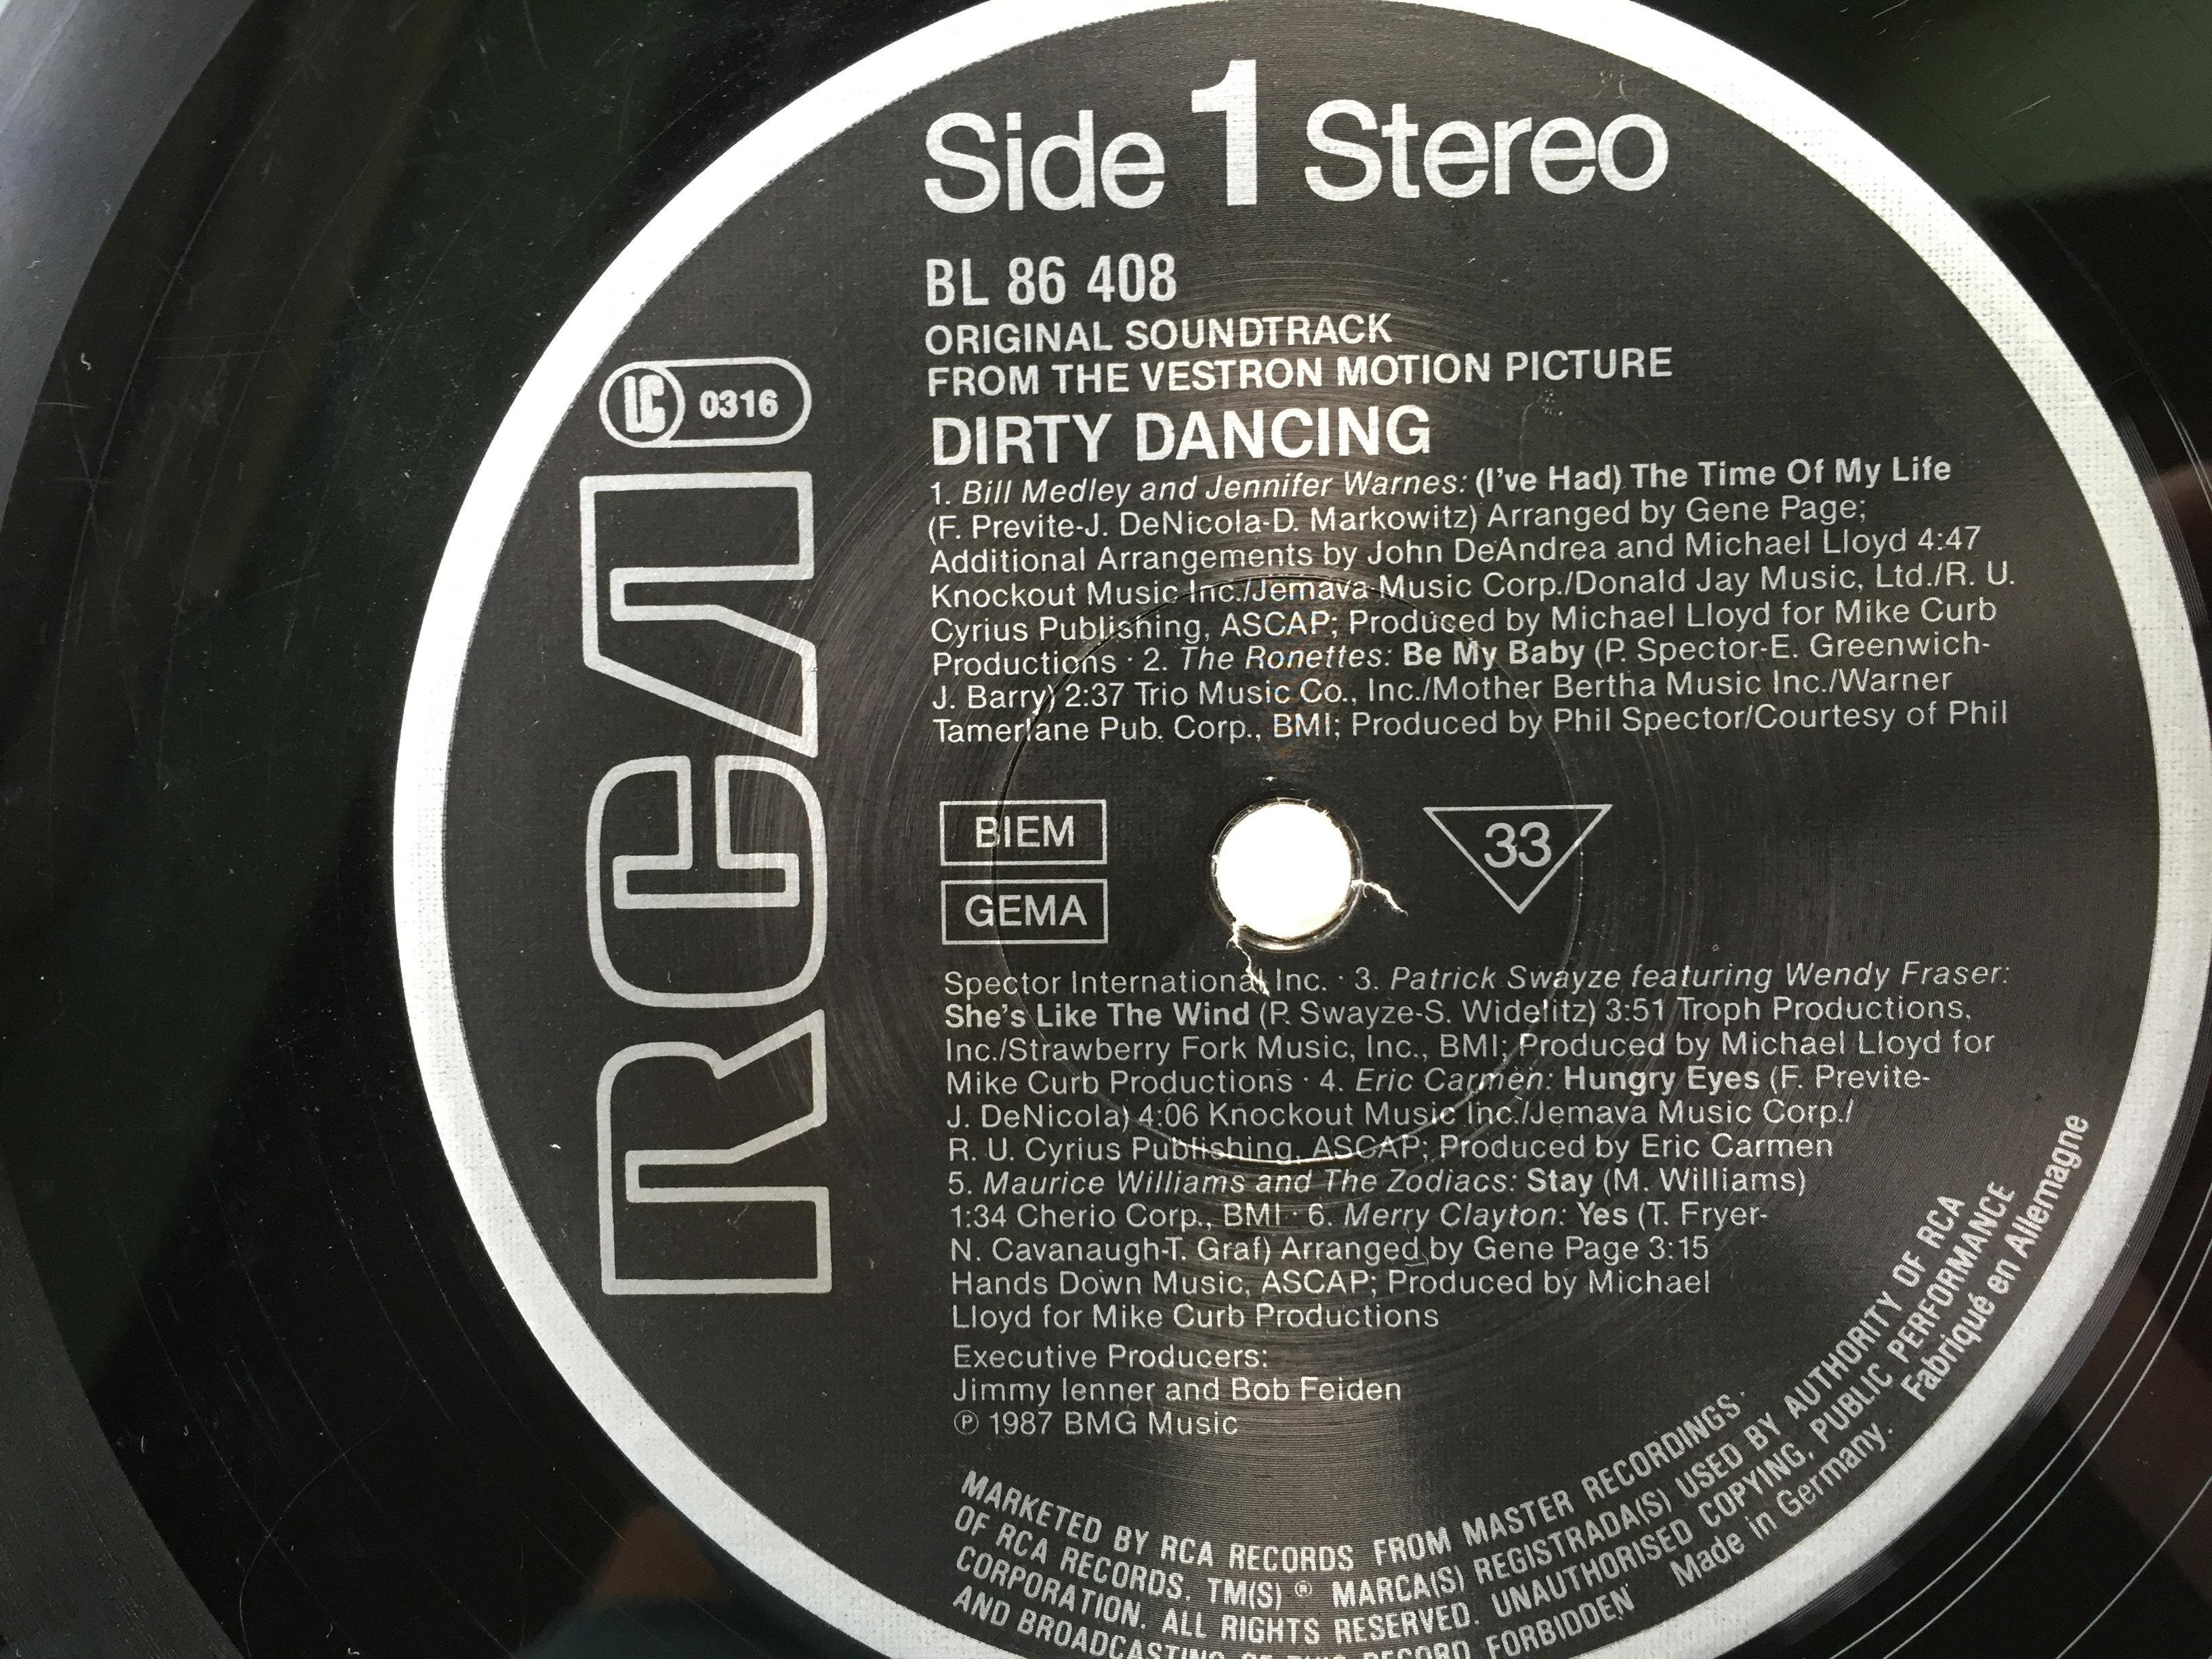 Side 1 Stereo
BL 86 408
ORIGINAL SOUNDTRACK
FROM THE VESTRON MOTION PICTURE
DIRTY DANCING
1. Bill Medley and Jennifer Warnes: (I've Had) The Time Of My Life
(F. Previte-J. DeNicola-D. Markowitz) Arranged by Gene Page;
Additional Arrangements by John DeAndrea and Michael Lloyd 4:47
Knockout Music Inc./Jemava Music Corp./Donald Jay Music, Ltd./R. U.
Cyrius Publishing, ASCAP; Produced by Michael Lloyd for Mike Curb
Productions · 2. The Ronettes: Be My Baby (P. Spector-E. Greenwich-
J. Barry) 2:37 Trio Music Co., Inc./Mother Bertha Music Inc./Warner
Tamerlane Pub. Corp., BMI; Produced by Phil Spector/Courtesy of Phil
LC 0316
RCA
BIEM
GEMA
33
Spector International Inc. · 3. Patrick Swayze featuring Wendy Fraser:
She's Like The Wind (P. Swayze-S. Widelitz) 3:51 Troph Productions,
Inc./Strawberry Fork Music, Inc., BMI; Produced by Michael Lloyd for
Mike Curb Productions · 4. Eric Carmen: Hungry Eyes (F. Previte-
J. DeNicola) 4:06 Knockout Music Inc./Jemava Music Corp./
R. U. Cyrius Publishing, ASCAP; Produced by Eric Carmen
5. Maurice Williams and The Zodiacs: Stay (M. Williams)
1:34 Cherio Corp., BMI · 6. Merry Clayton: Yes (T. Fryer-
N. Cavanaugh-T. Graf) Arranged by Gene Page 3:15
Hands Down Music, ASCAP; Produced by Michael
Lloyd for Mike Curb Productions
Executive Producers:
Jimmy Ienner and Bob Feiden
℗ 1987 BMG Music
MARKETED BY RCA RECORDS FROM MASTER RECORDINGS
OF RCA RECORDS. TM(S) ® MARCA(S) REGISTRADA(S) USED BY AUTHORITY OF RCA
CORPORATION. ALL RIGHTS RESERVED. UNAUTHORISED COPYING, PUBLIC PERFORMANCE
AND BROADCASTING OF THIS RECORD FORBIDDEN Made in Germany. Fabriqué en Allemagne